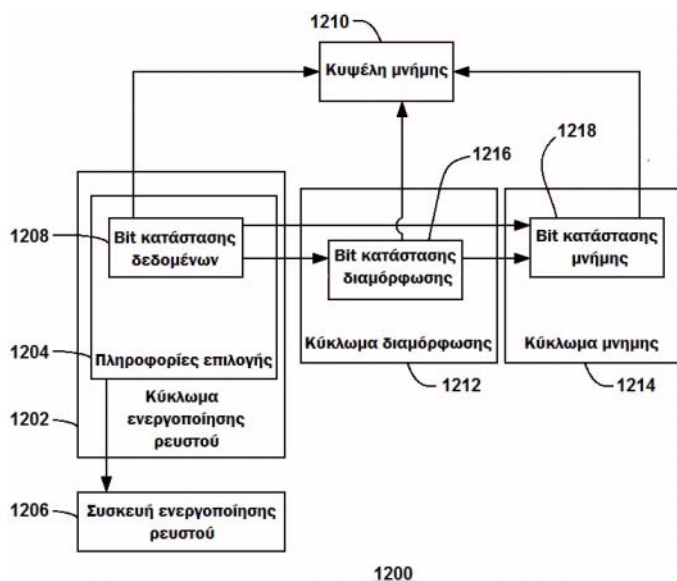 1210
Κυψέλη μνήμης
1216
1218
1208
Bit κατάστασης
δεδομένων
Bit κατάστασης
διαμόρφωσης
Bit κατάστασης
μνήμης
1204
Πληροφορίες επιλογής
Κύκλωμα διαμόρφωσης
Κύκλωμα μνημης
1212
1214
1202
Κύκλωμα
ενεργοποίησης
ρευστού
1206
Συσκευή ενεργοποίησης
ρευστού
1200